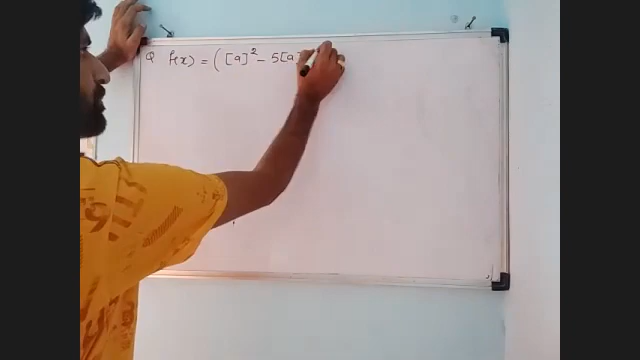 Q f(x) = ( [a]² - 5[a]